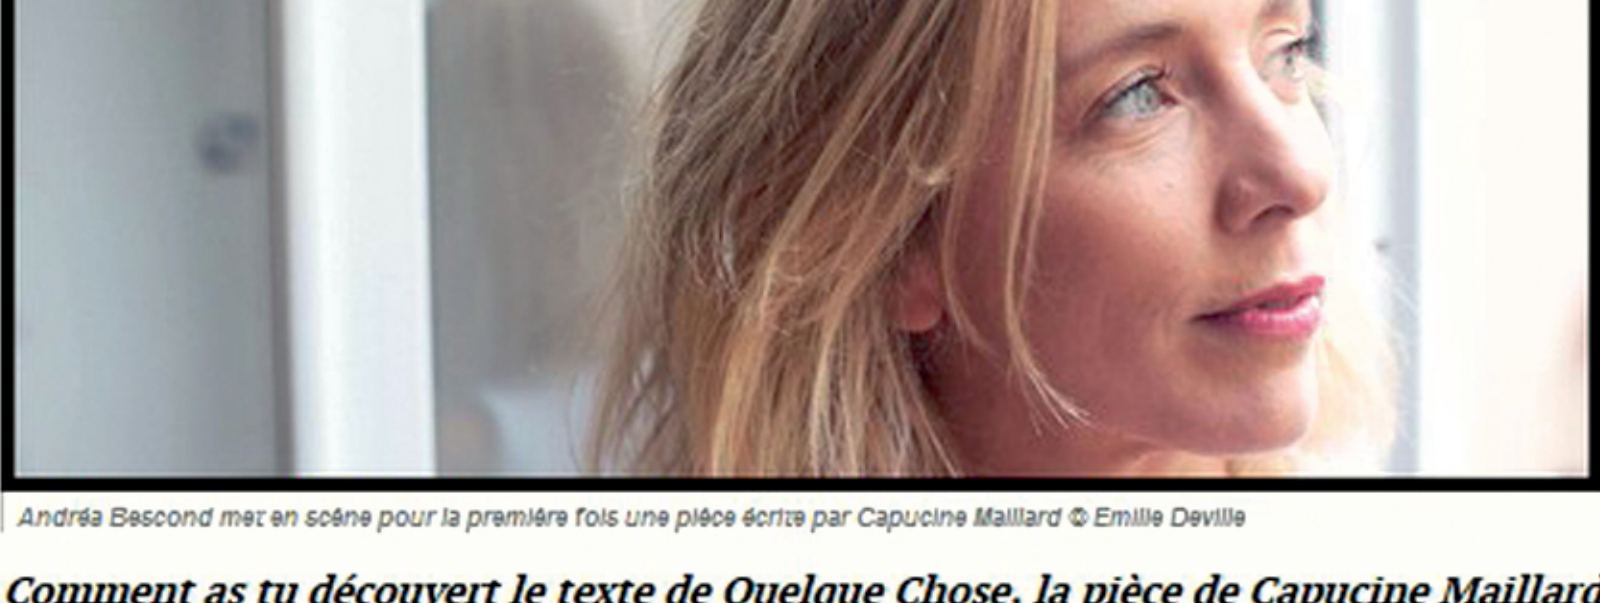 Andréa Bescond met en scène pour la première fois une pièce écrite par Capucine Maillard © Emilie Deville
Comment as tu découvert le texte de Quelque Chose, la pièce de Capucine Maillard